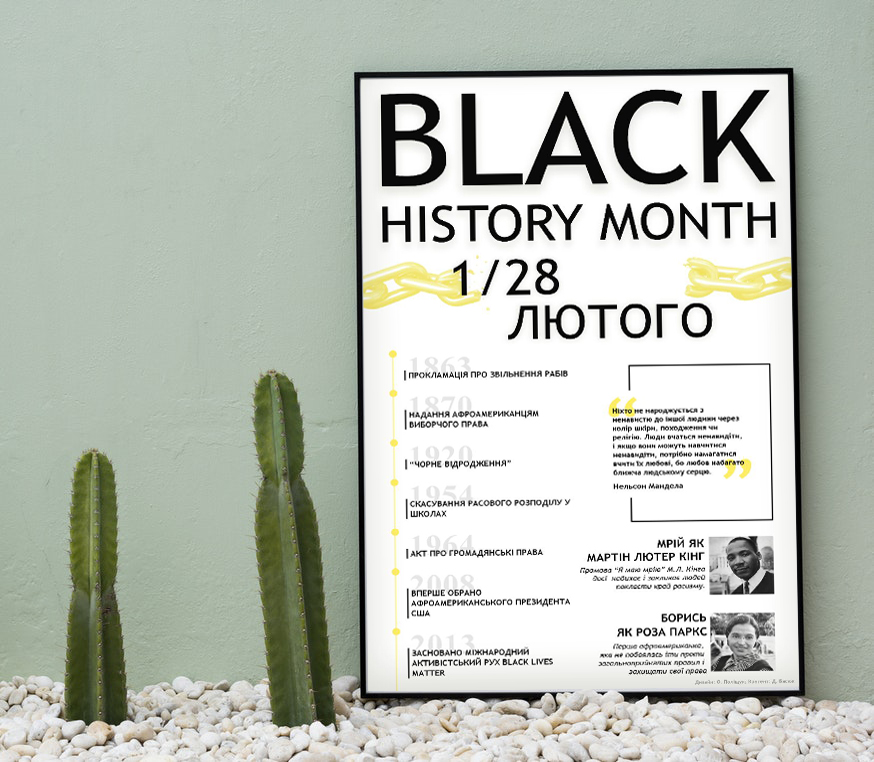 BLACK
HISTORY MONTH
1/28
ЛЮТОГО
1863
ПРОКЛАМАЦІЯ ПРО ЗВІЛЬНЕННЯ РАБІВ
1870
НАДАННЯ АФРОАМЕРИКАНЦЯМ
ВИБОРЧОГО ПРАВА
1920
“ЧОРНЕ ВІДРОДЖЕННЯ”
1954
СКАСУВАННЯ РАСОВОГО РОЗПОДІЛУ У
ШКОЛАХ
1964
АКТ ПРО ГРОМАДЯНСЬКІ ПРАВА
2008
ВПЕРШЕ ОБРАНО
АФРОАМЕРИКАНСЬКОГО ПРЕЗИДЕНТА
США
2013
ЗАСНОВАНО МІЖНАРОДНИЙ
АКТИВІСТСЬКИЙ РУХ BLACK LIVES
MATTER
“
Ніхто не народжується з
ненавистю до іншої людини через
колір шкіри, походження чи
релігію. Люди вчаться ненавидіти,
і якщо вони можуть навчитися
ненавидіти, потрібно намагатися
вчити їх любові, бо любов набагато
ближча людському серцю.
”
Нельсон Мандела
МРІЙ ЯК
МАРТІН ЛЮТЕР КІНГ
Промова “Я маю мрію” М.Л. Кінга
досі надихає і закликає людей
покласти край расизму.
БОРИСЬ
ЯК РОЗА ПАРКС
Перша афроамериканка,
яка не побоялась іти проти
загальноприйнятих правил і
захищати свої права